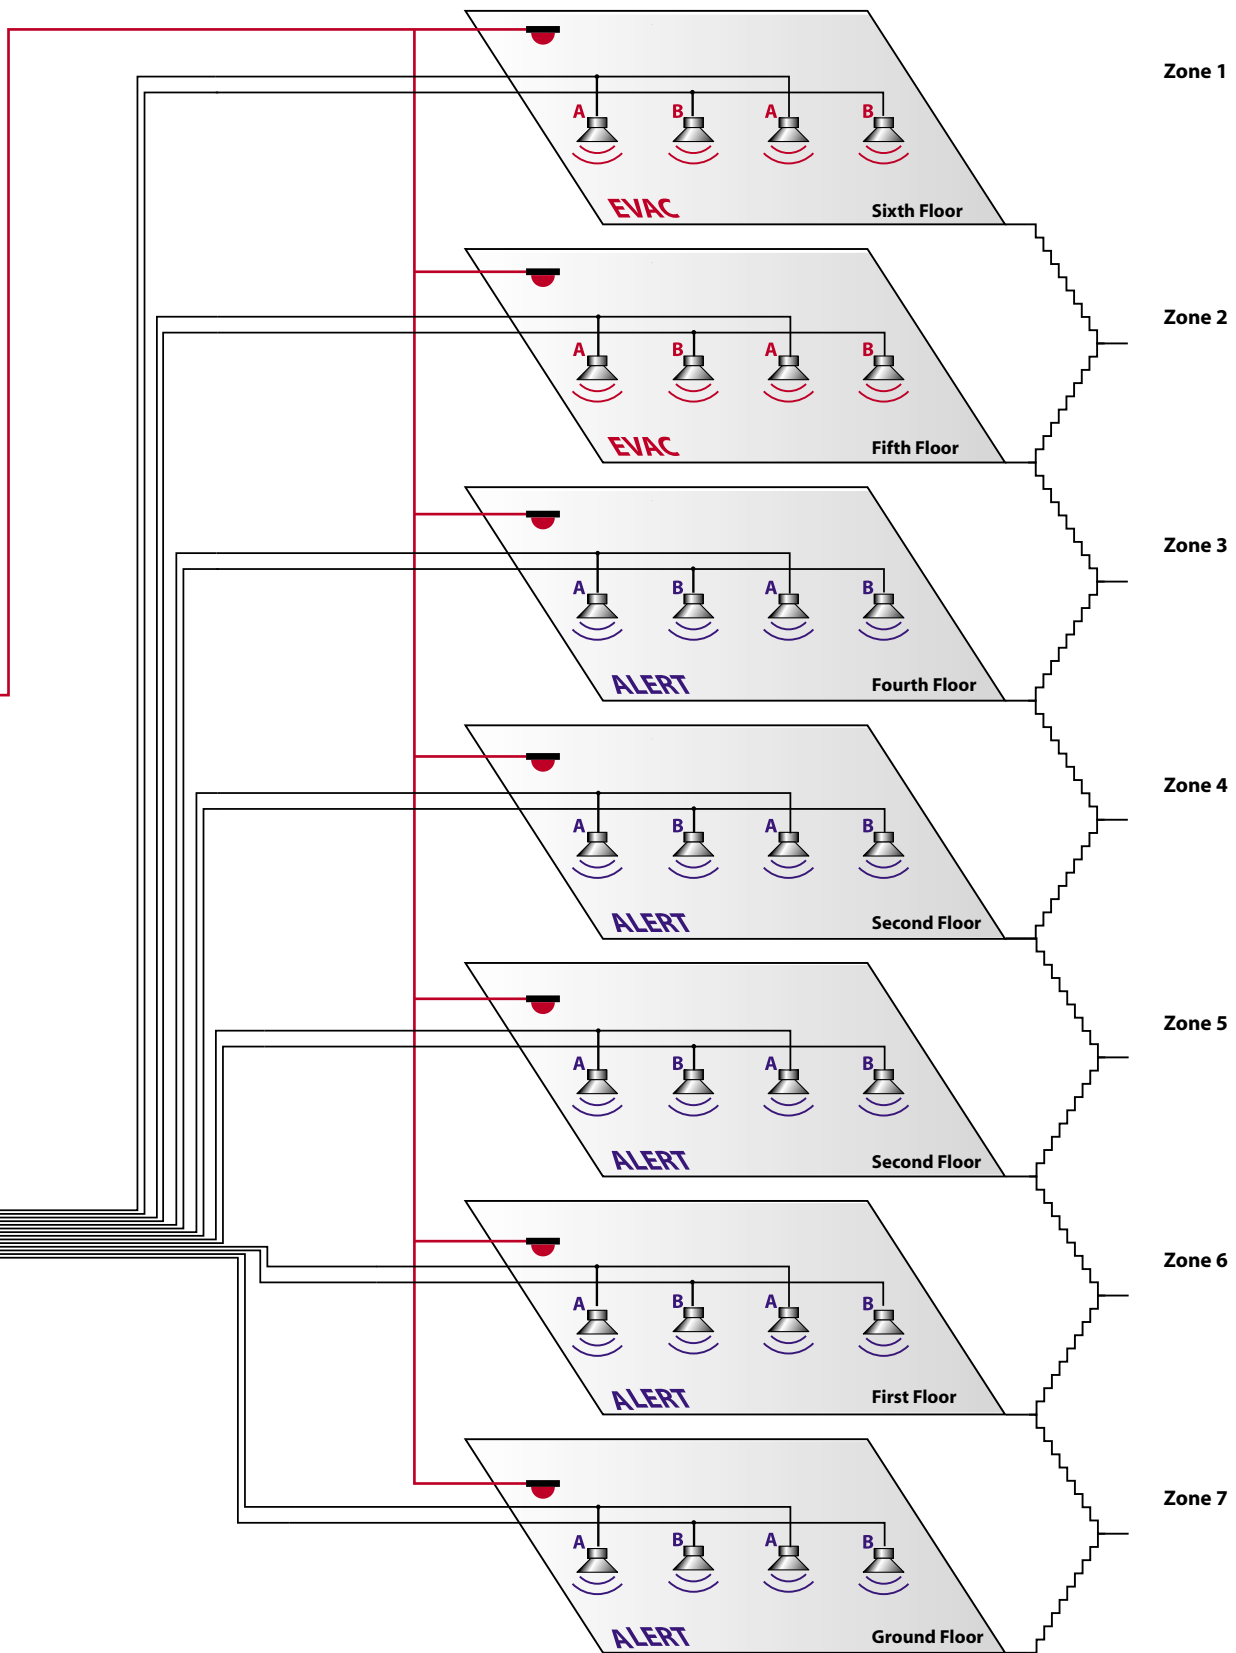 Zone 1
A B A B
EVAC
Sixth Floor
Zone 2
A B A B
EVAC
Fifth Floor
Zone 3
A B A B
ALERT
Fourth Floor
Zone 4
A B A B
ALERT
Second Floor
Zone 5
A B A B
ALERT
Second Floor
Zone 6
A B A B
ALERT
First Floor
Zone 7
A B A B
ALERT
Ground Floor